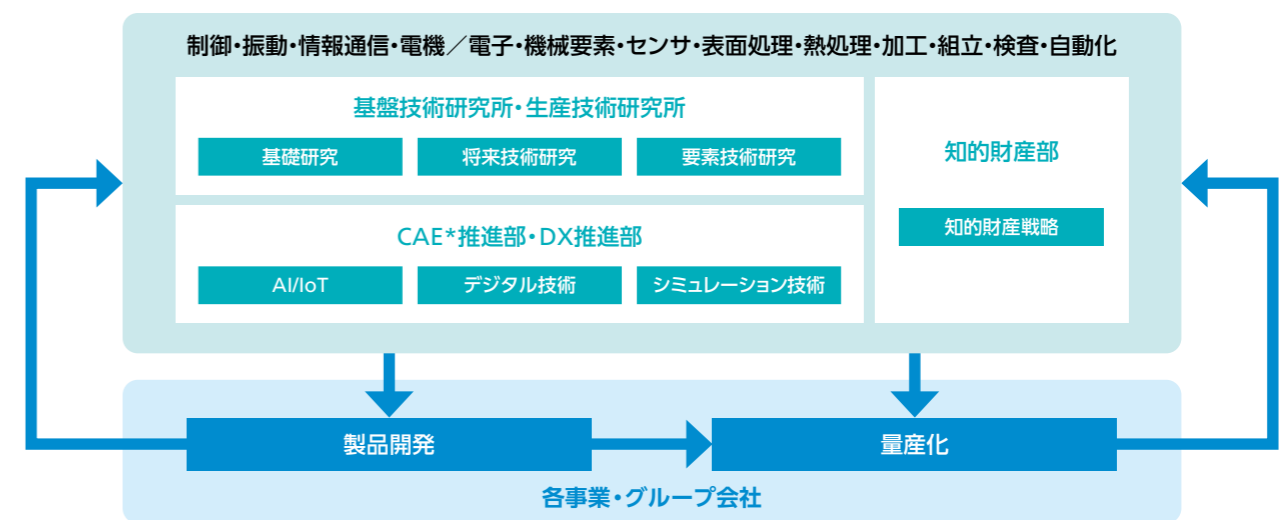 制御・振動・情報通信・電機／電子・機械要素・センサ・表面処理・熱処理・加工・組立・検査・自動化
基盤技術研究所・生産技術研究所
基礎研究
将来技術研究
要素技術研究
CAE*推進部・DX推進部
AI/IoT
デジタル技術
シミュレーション技術
知的財産部
知的財産戦略
製品開発
量産化
各事業・グループ会社